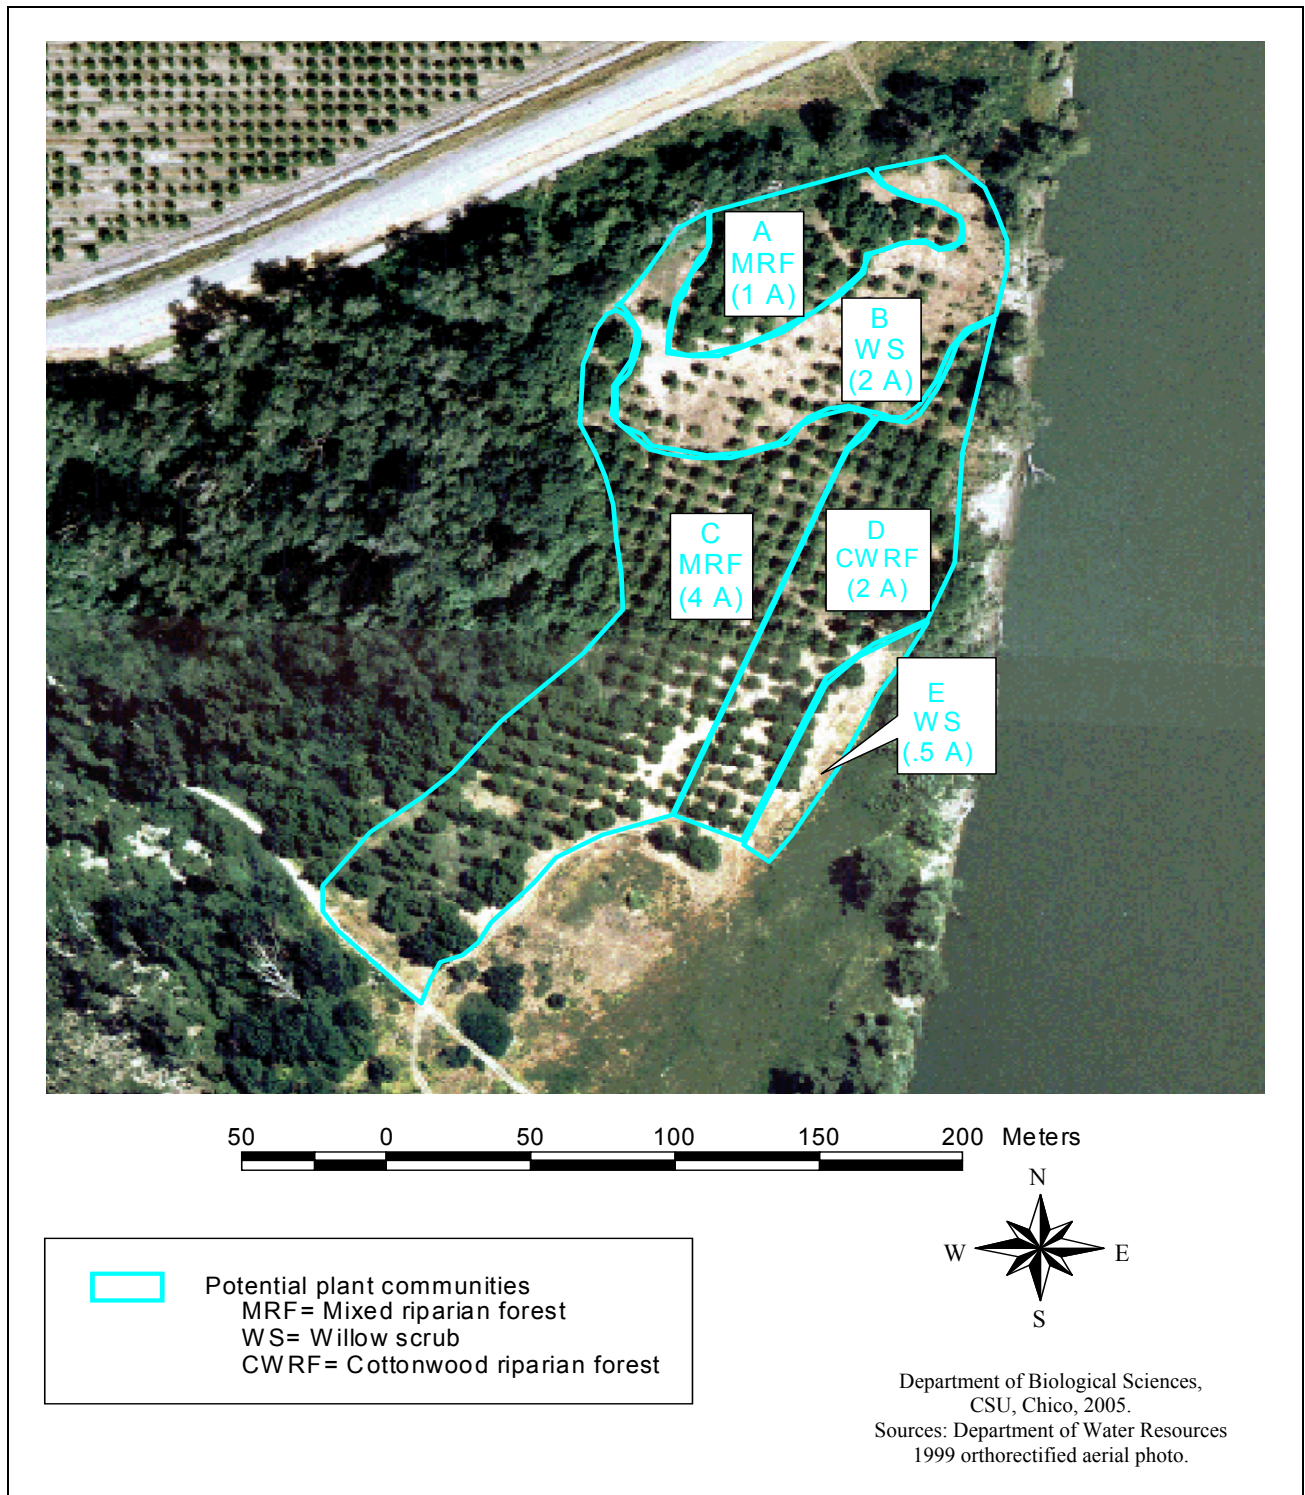 A
MRF
(1 A)
B
WS
(2 A)
C
MRF
(4 A)
D
CWRF
(2 A)
E
WS
(.5 A)
50 0 50 100 150 200 Meters
N
W E
S
Potential plant communities
MRF= Mixed riparian forest
WS= Willow scrub
CWRF= Cottonwood riparian forest
Department of Biological Sciences,
CSU, Chico, 2005.
Sources: Department of Water Resources
1999 orthorectified aerial photo.